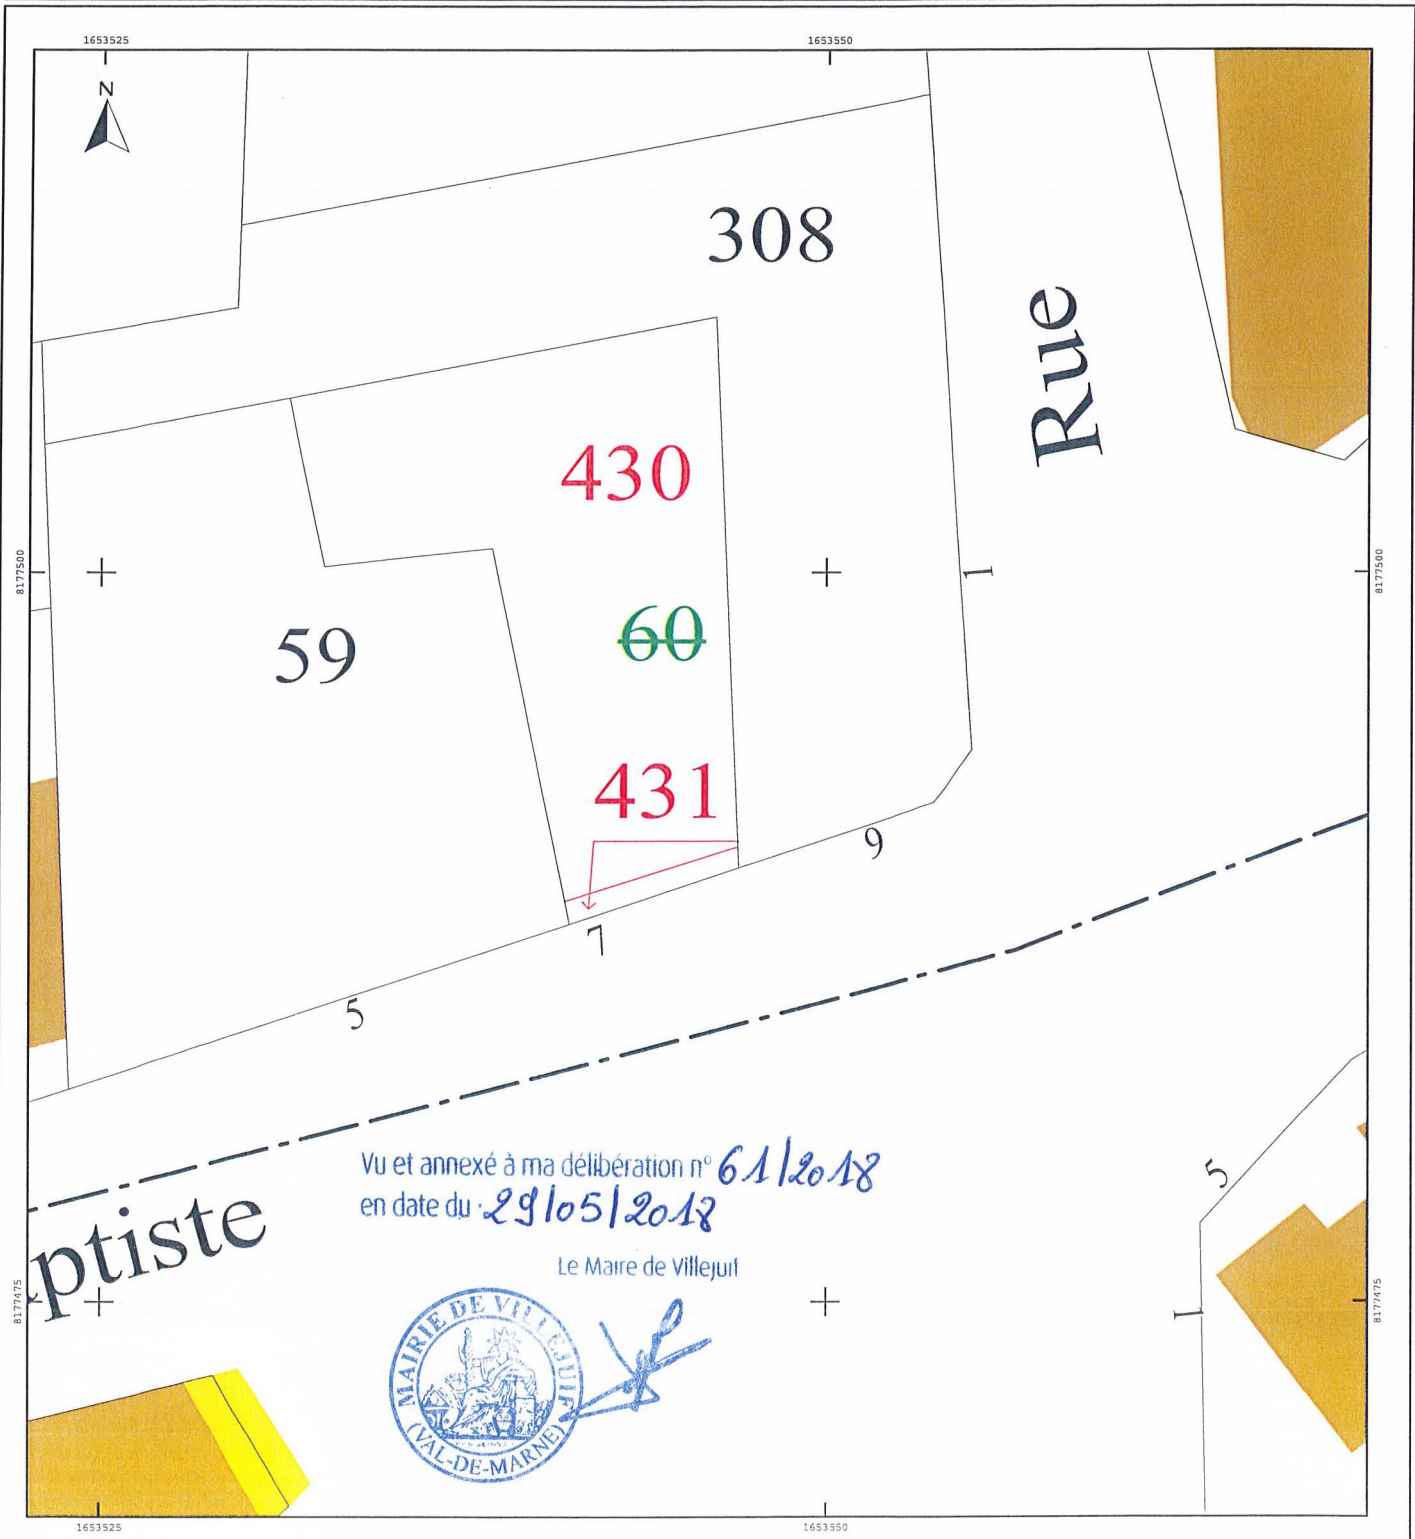 1653525
1653550
N
308
Rue
430
8177500
8177500
1
60
59
431
9
7
5
Vu et annexé à ma délibération n° 61/2018
en date du 29/05/2018
5
ptiste
Le Maire de Villejuif
8177475
8177475
1
MAIRIE DE VILLEJUIF
(VAL-DE-MARNE)
1653525
1653550